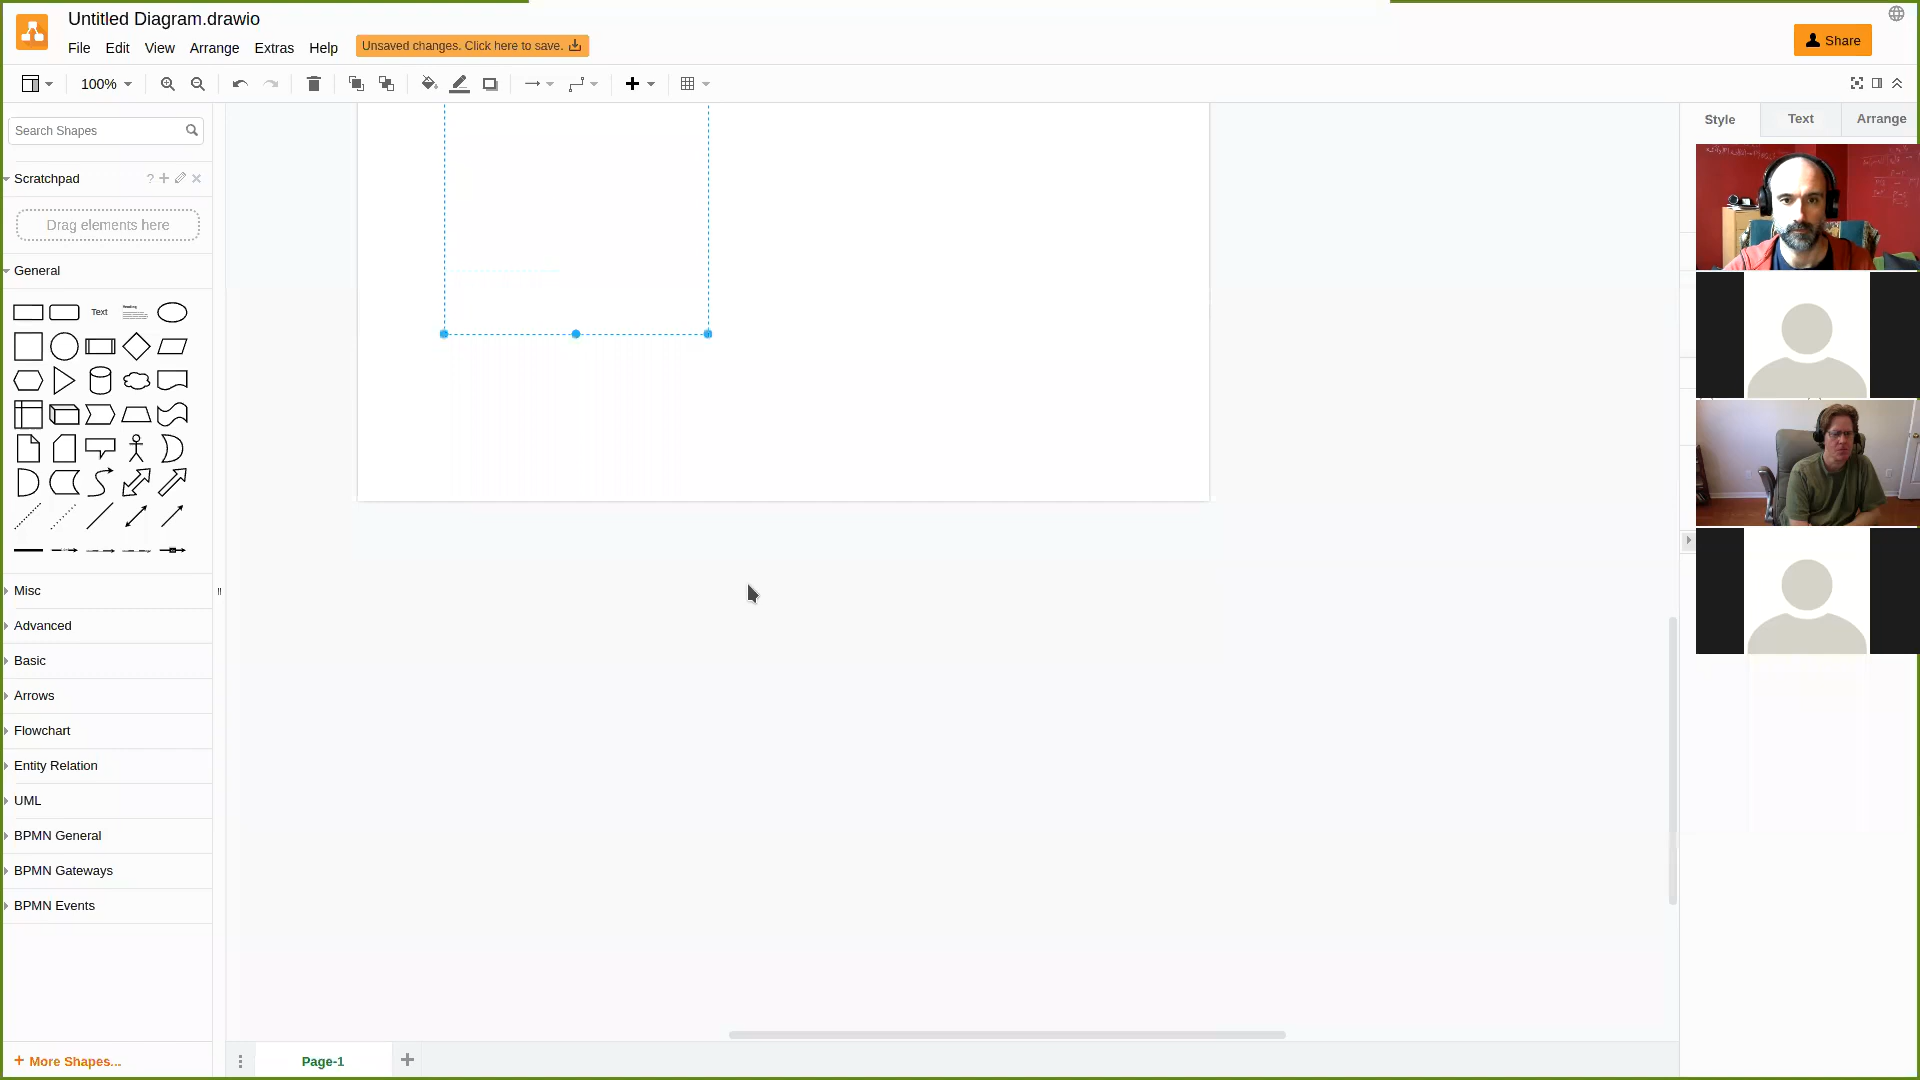 Untitled Diagram.drawio
File Edit View Arrange Extras Help
Unsaved changes. Click here to save.
Share
100%
Search Shapes
Style Text Arrange
Scratchpad
?
Drag elements here
General
Text
Heading
Misc
Advanced
Basic
Arrows
Flowchart
Entity Relation
UML
BPMN General
BPMN Gateways
BPMN Events
+ More Shapes...
Page-1